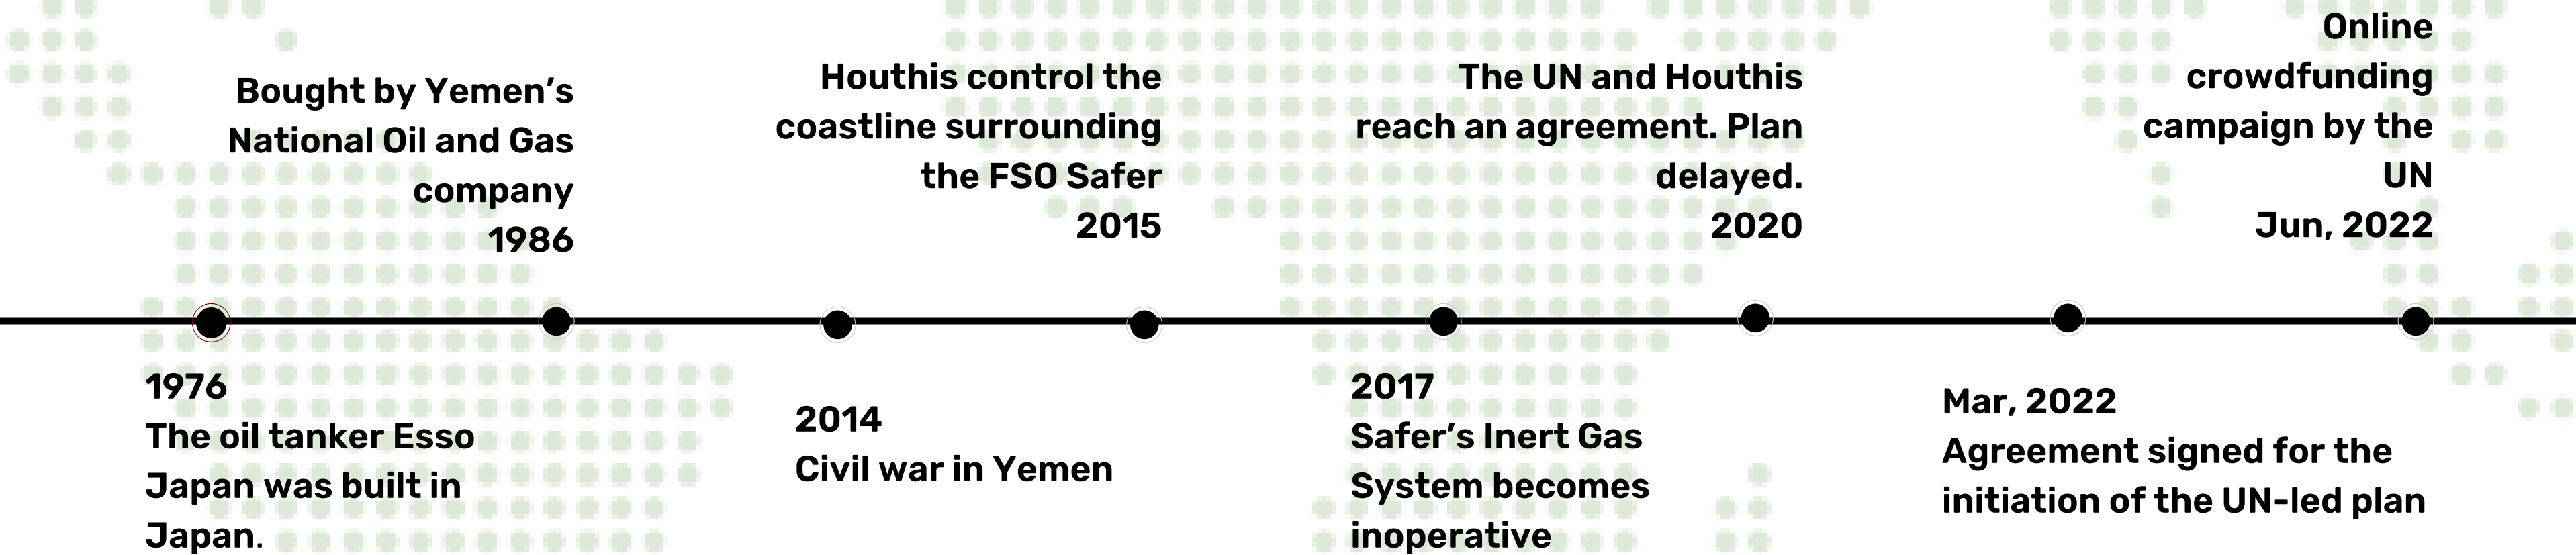 1976
The oil tanker Esso
Japan was built in
Japan.
Bought by Yemen’s
National Oil and Gas
company
1986
2014
Civil war in Yemen
Houthis control the
coastline surrounding
the FSO Safer
2015
2017
Safer’s Inert Gas
System becomes
inoperative
The UN and Houthis
reach an agreement. Plan
delayed.
2020
Mar, 2022
Agreement signed for the
initiation of the UN-led plan
Online
crowdfunding
campaign by the
UN
Jun, 2022